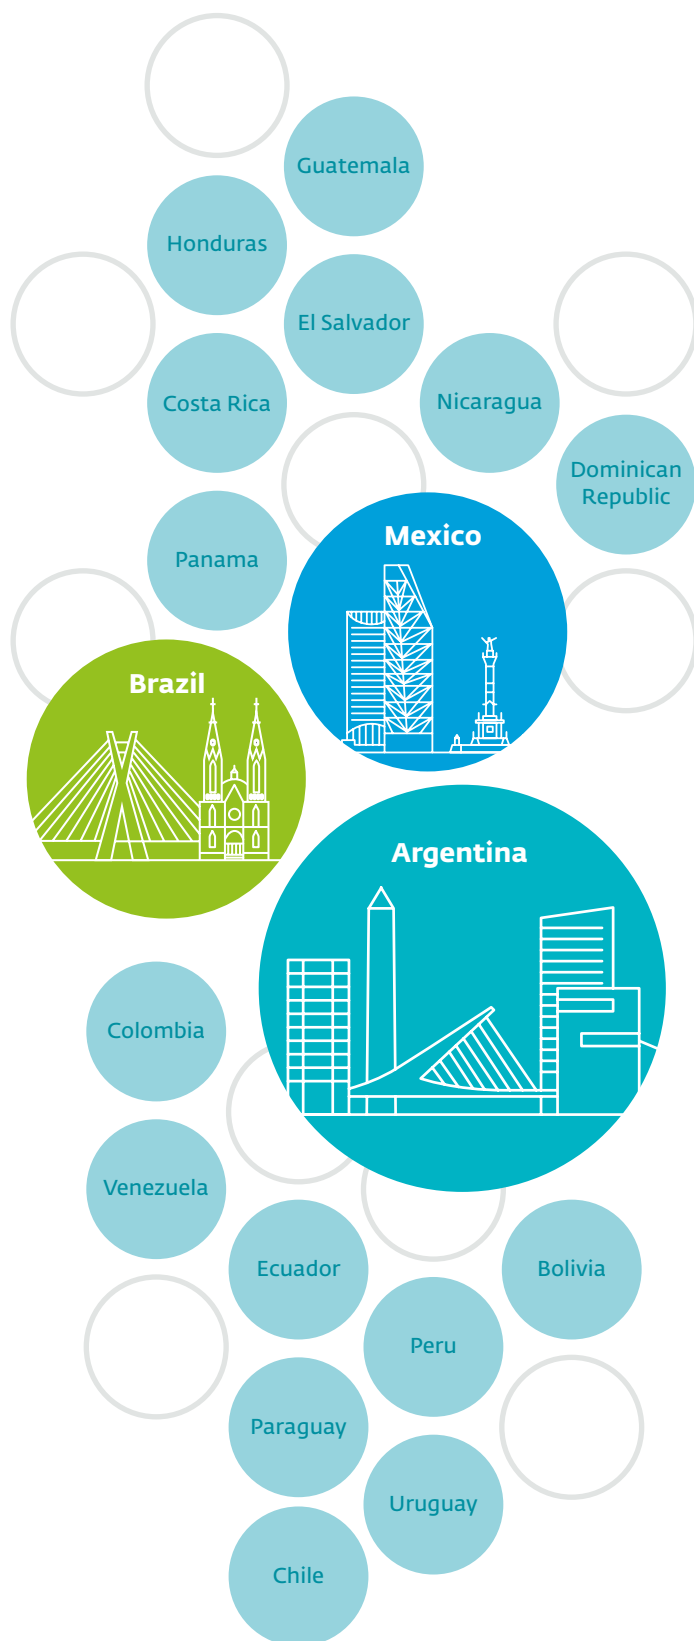 Guatemala
Honduras
El Salvador
Costa Rica
Nicaragua
Dominican
Republic
Mexico
Panama
Brazil
Argentina
Colombia
Venezuela
Ecuador
Bolivia
Peru
Paraguay
Uruguay
Chile